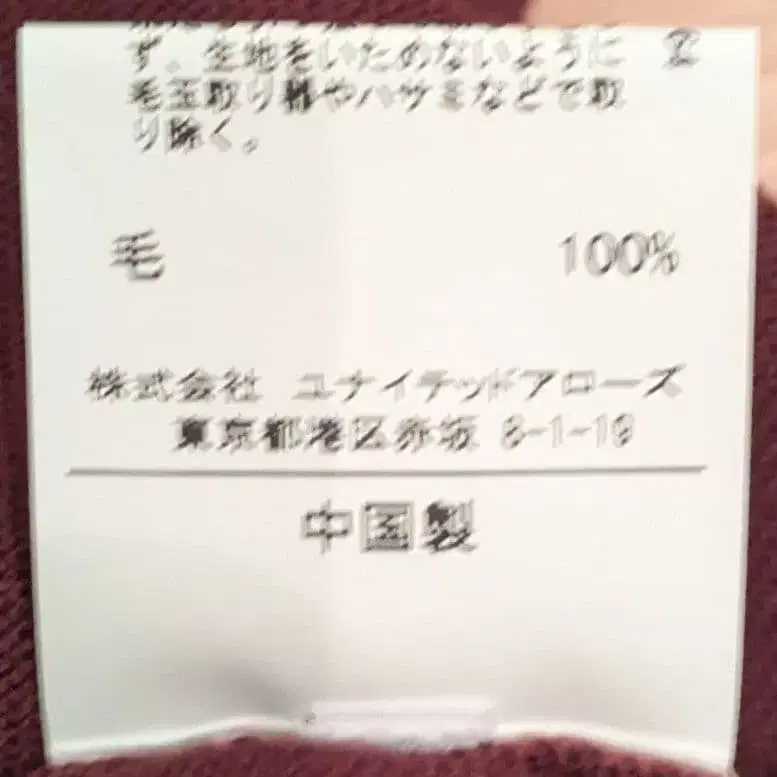 ず、生地をいためないように
毛玉取り器やハサミなどで取
り除く。
毛 100%
株式会社 ユナイテッドアローズ
東京都港区赤坂 8-1-19
中国製